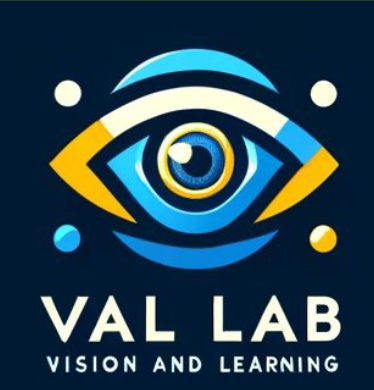 VAL LAB
VISION AND LEARNING